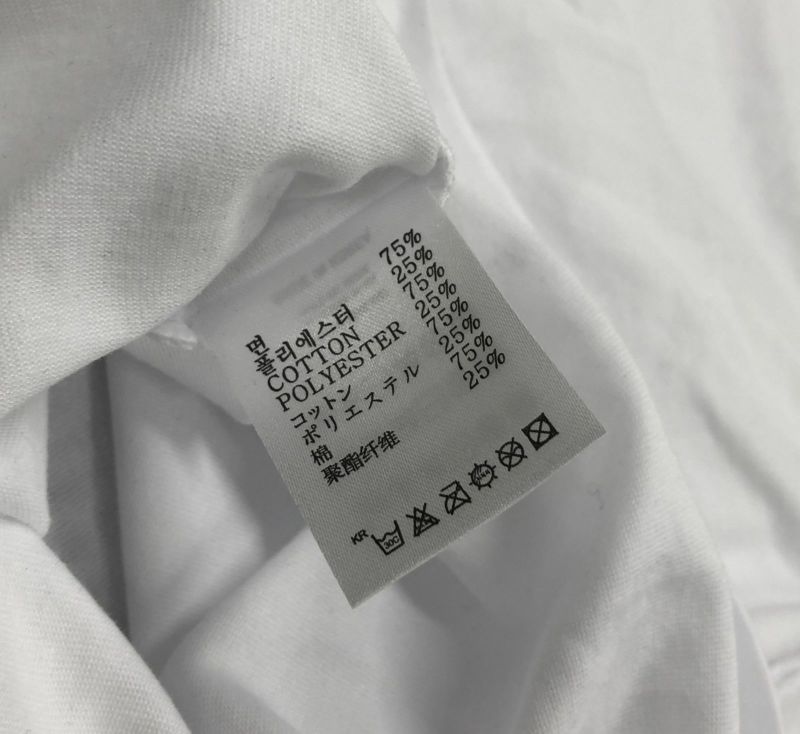 면 75%
폴리에스터 25%
COTTON 75%
POLYESTER 25%
コットン 75%
ポリエステル 25%
棉 75%
聚酯纤维 25%
KR 30C